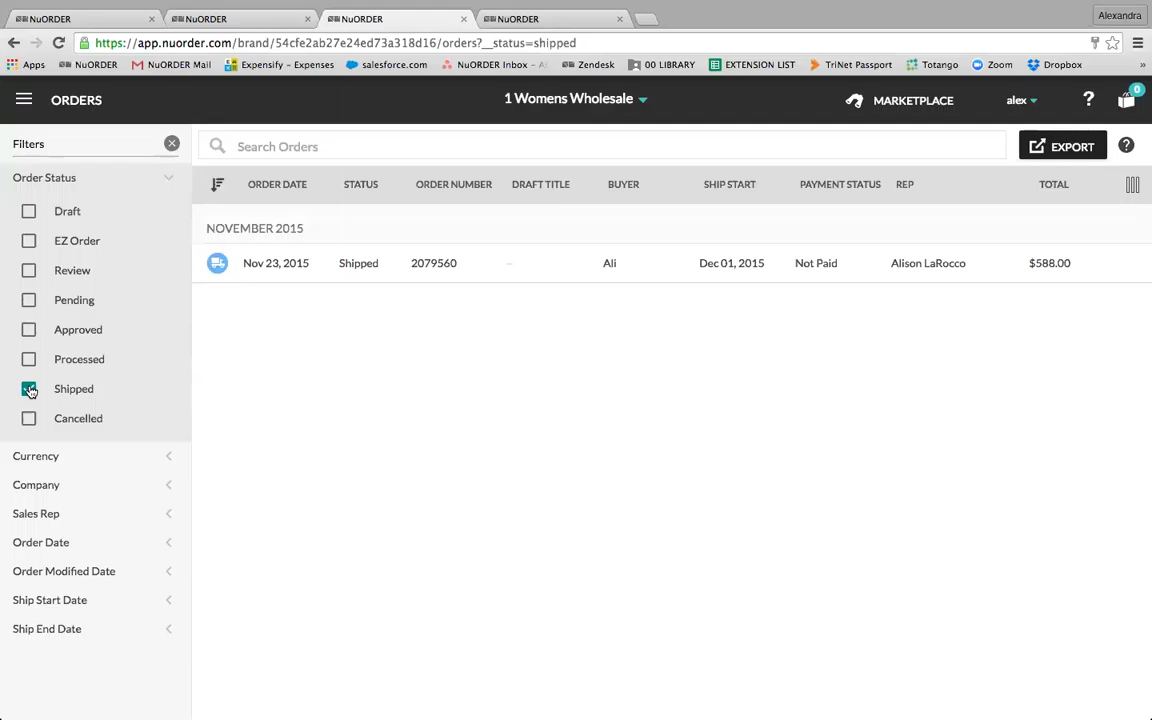 NuORDER
NuORDER
NuORDER
NuORDER
Alexandra
https://app.nuorder.com/brand/54cfe2ab27e24ed73a318d16/orders?__status=shipped
Apps
NuORDER
NuORDER Mail
Expensify - Expenses
salesforce.com
NuORDER Inbox - A
Zendesk
00 LIBRARY
EXTENSION LIST
TriNet Passport
Totango
Zoom
Dropbox
»
ORDERS
1 Womens Wholesale
MARKETPLACE
alex
?
0
Filters
Search Orders
EXPORT
?
Order Status
ORDER DATE
STATUS
ORDER NUMBER
DRAFT TITLE
BUYER
SHIP START
PAYMENT STATUS
REP
TOTAL
NOVEMBER 2015
Nov 23, 2015
Shipped
2079560
–
Ali
Dec 01, 2015
Not Paid
Alison LaRocco
$588.00
Draft
EZ Order
Review
Pending
Approved
Processed
Shipped
Cancelled
Currency
Company
Sales Rep
Order Date
Order Modified Date
Ship Start Date
Ship End Date